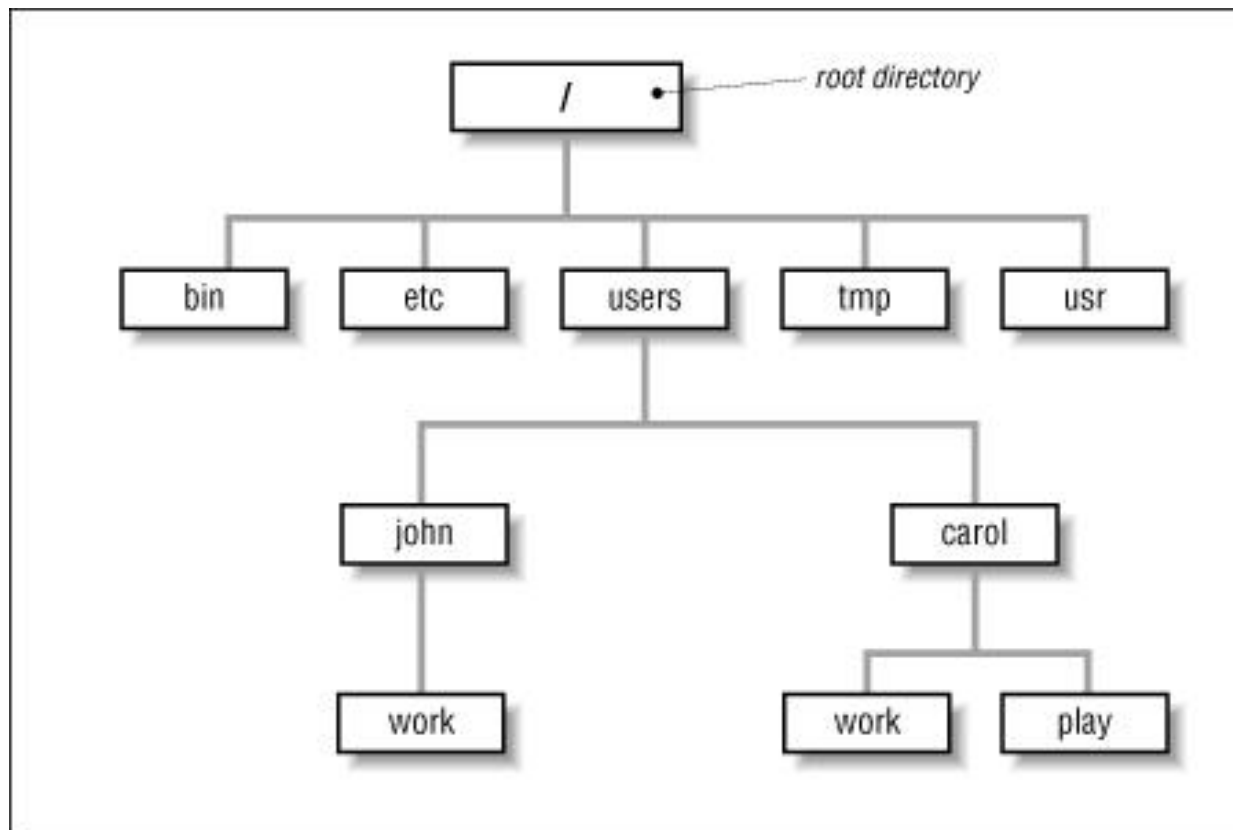 /
root directory
bin
etc
users
tmp
usr
john
carol
work
work
play